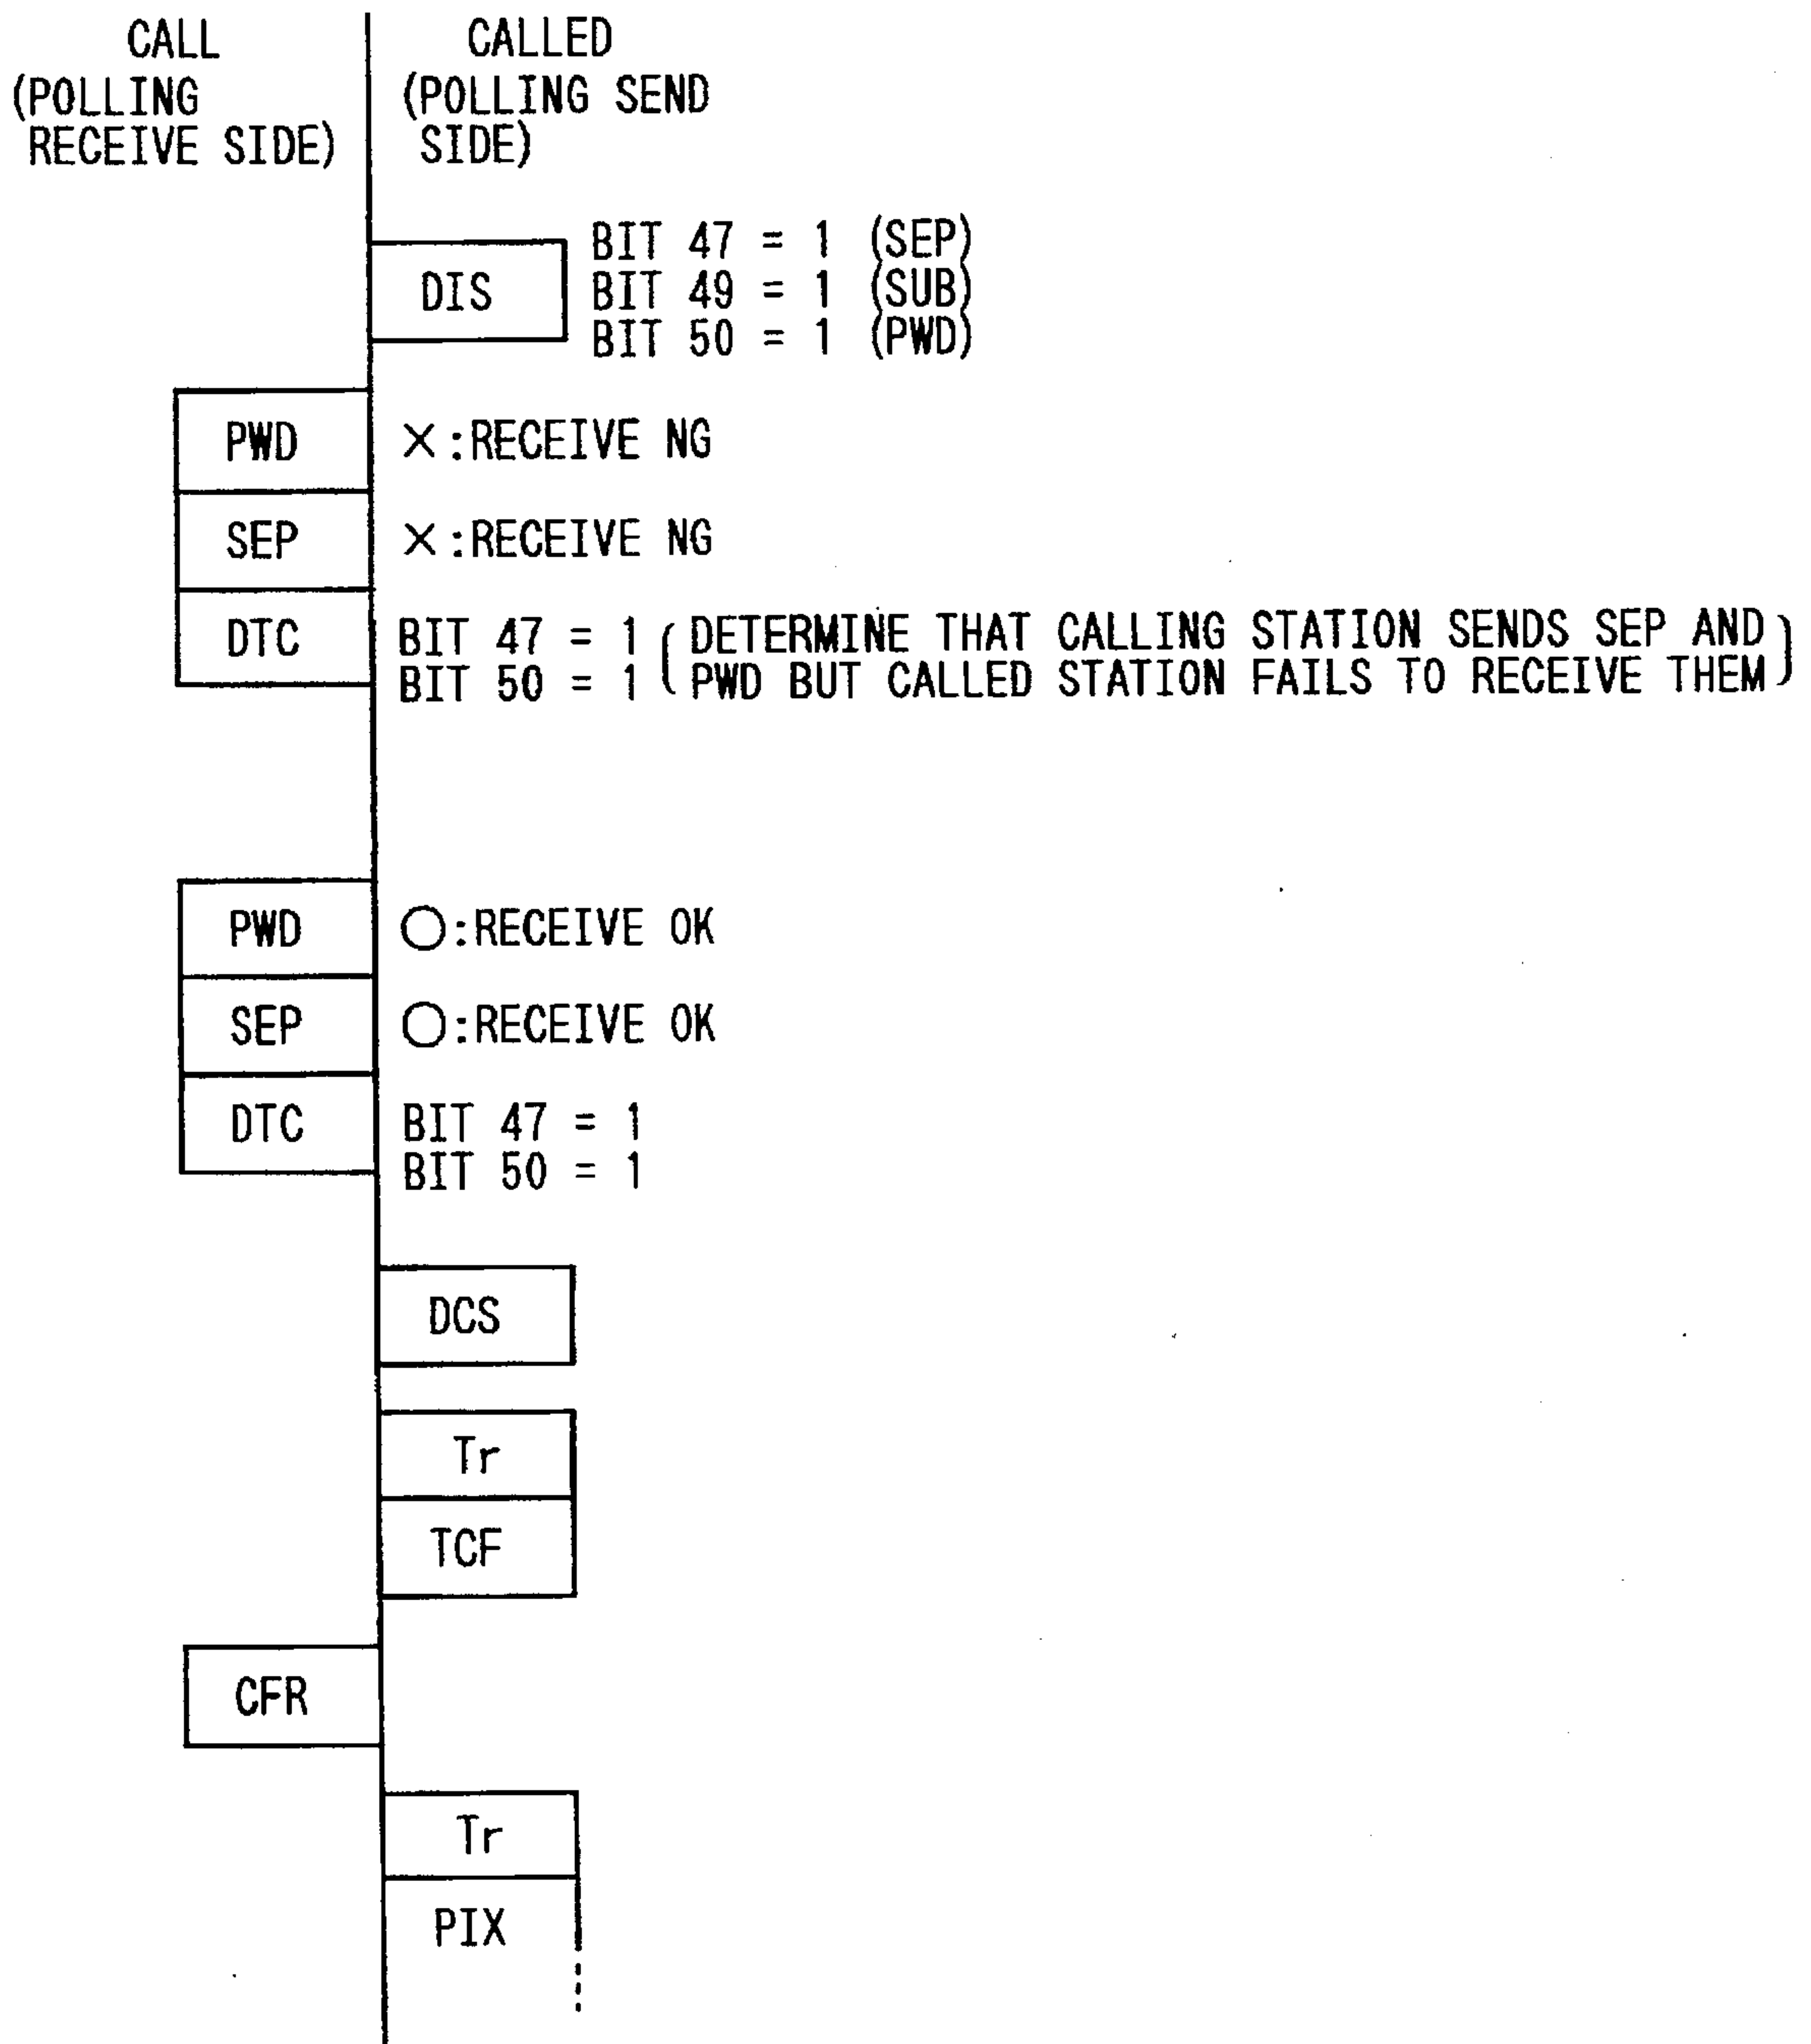 CALL
(POLLING
RECEIVE SIDE)
CALLED
(POLLING SEND
SIDE)
DIS
BIT 47 = 1 (SEP)
BIT 49 = 1 (SUB)
BIT 50 = 1 (PWD)
PWD
×:RECEIVE NG
SEP
×:RECEIVE NG
DTC
BIT 47 = 1
BIT 50 = 1
(DETERMINE THAT CALLING STATION SENDS SEP AND
PWD BUT CALLED STATION FAILS TO RECEIVE THEM)
PWD
○:RECEIVE OK
SEP
○:RECEIVE OK
DTC
BIT 47 = 1
BIT 50 = 1
DCS
Tr
TCF
CFR
Tr
PIX